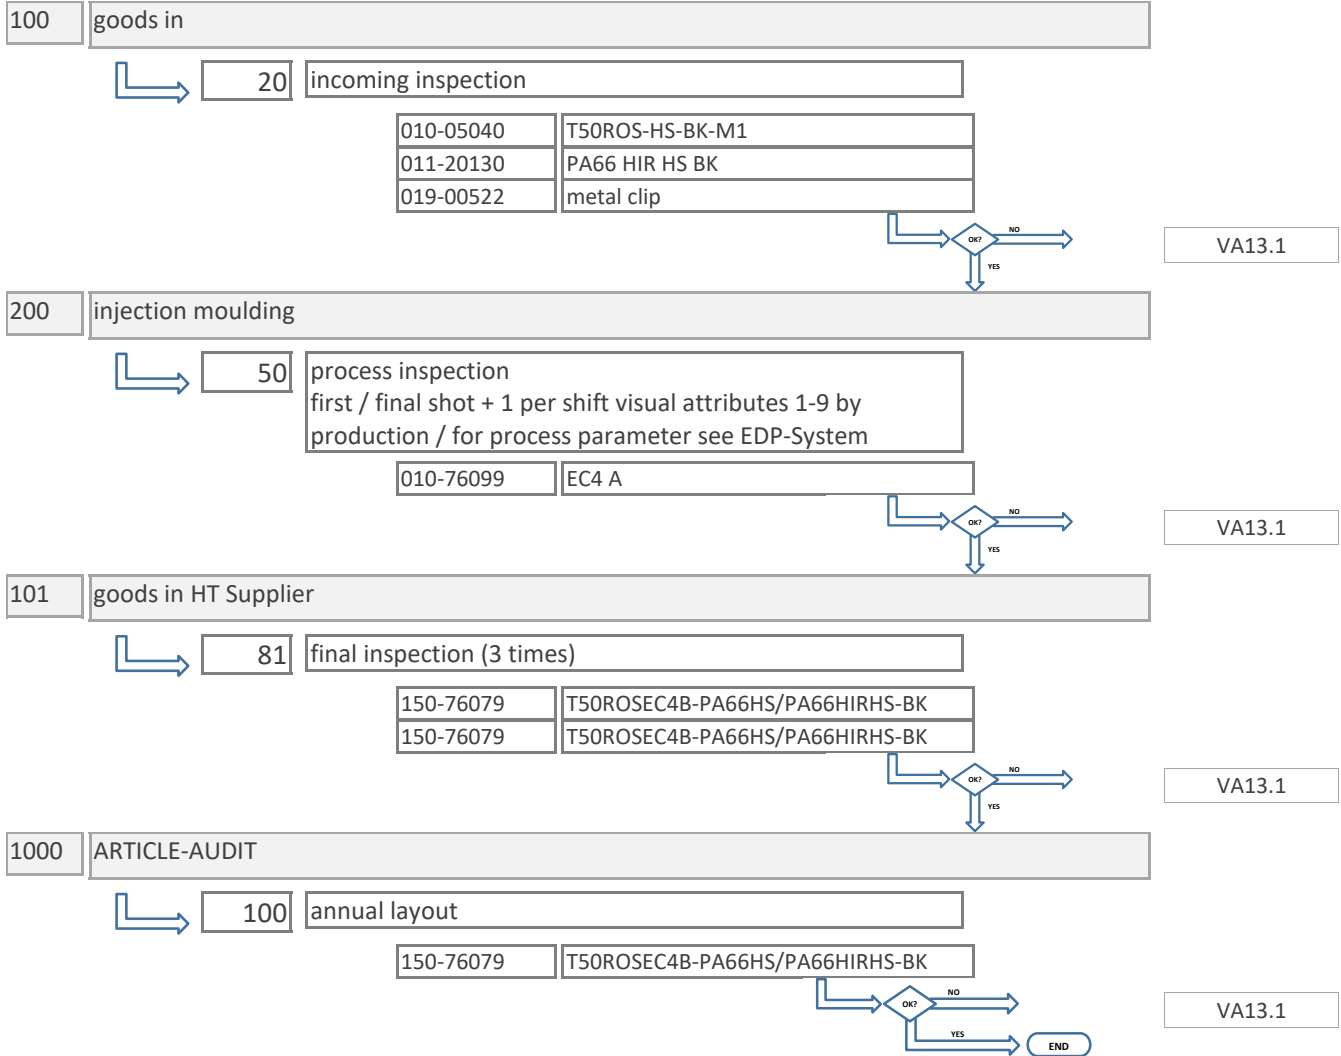 100 goods in
20 incoming inspection
010-05040 T50ROS-HS-BK-M1
011-20130 PA66 HIR HS BK
019-00522 metal clip
OK? NO
YES
VA13.1
200 injection moulding
50 process inspection
first / final shot + 1 per shift visual attributes 1-9 by
production / for process parameter see EDP-System
010-76099 EC4 A
OK? NO
YES
VA13.1
101 goods in HT Supplier
81 final inspection (3 times)
150-76079 T50ROSEC4B-PA66HS/PA66HIRHS-BK
150-76079 T50ROSEC4B-PA66HS/PA66HIRHS-BK
OK? NO
YES
VA13.1
1000 ARTICLE-AUDIT
100 annual layout
150-76079 T50ROSEC4B-PA66HS/PA66HIRHS-BK
OK? NO
VA13.1
YES
END